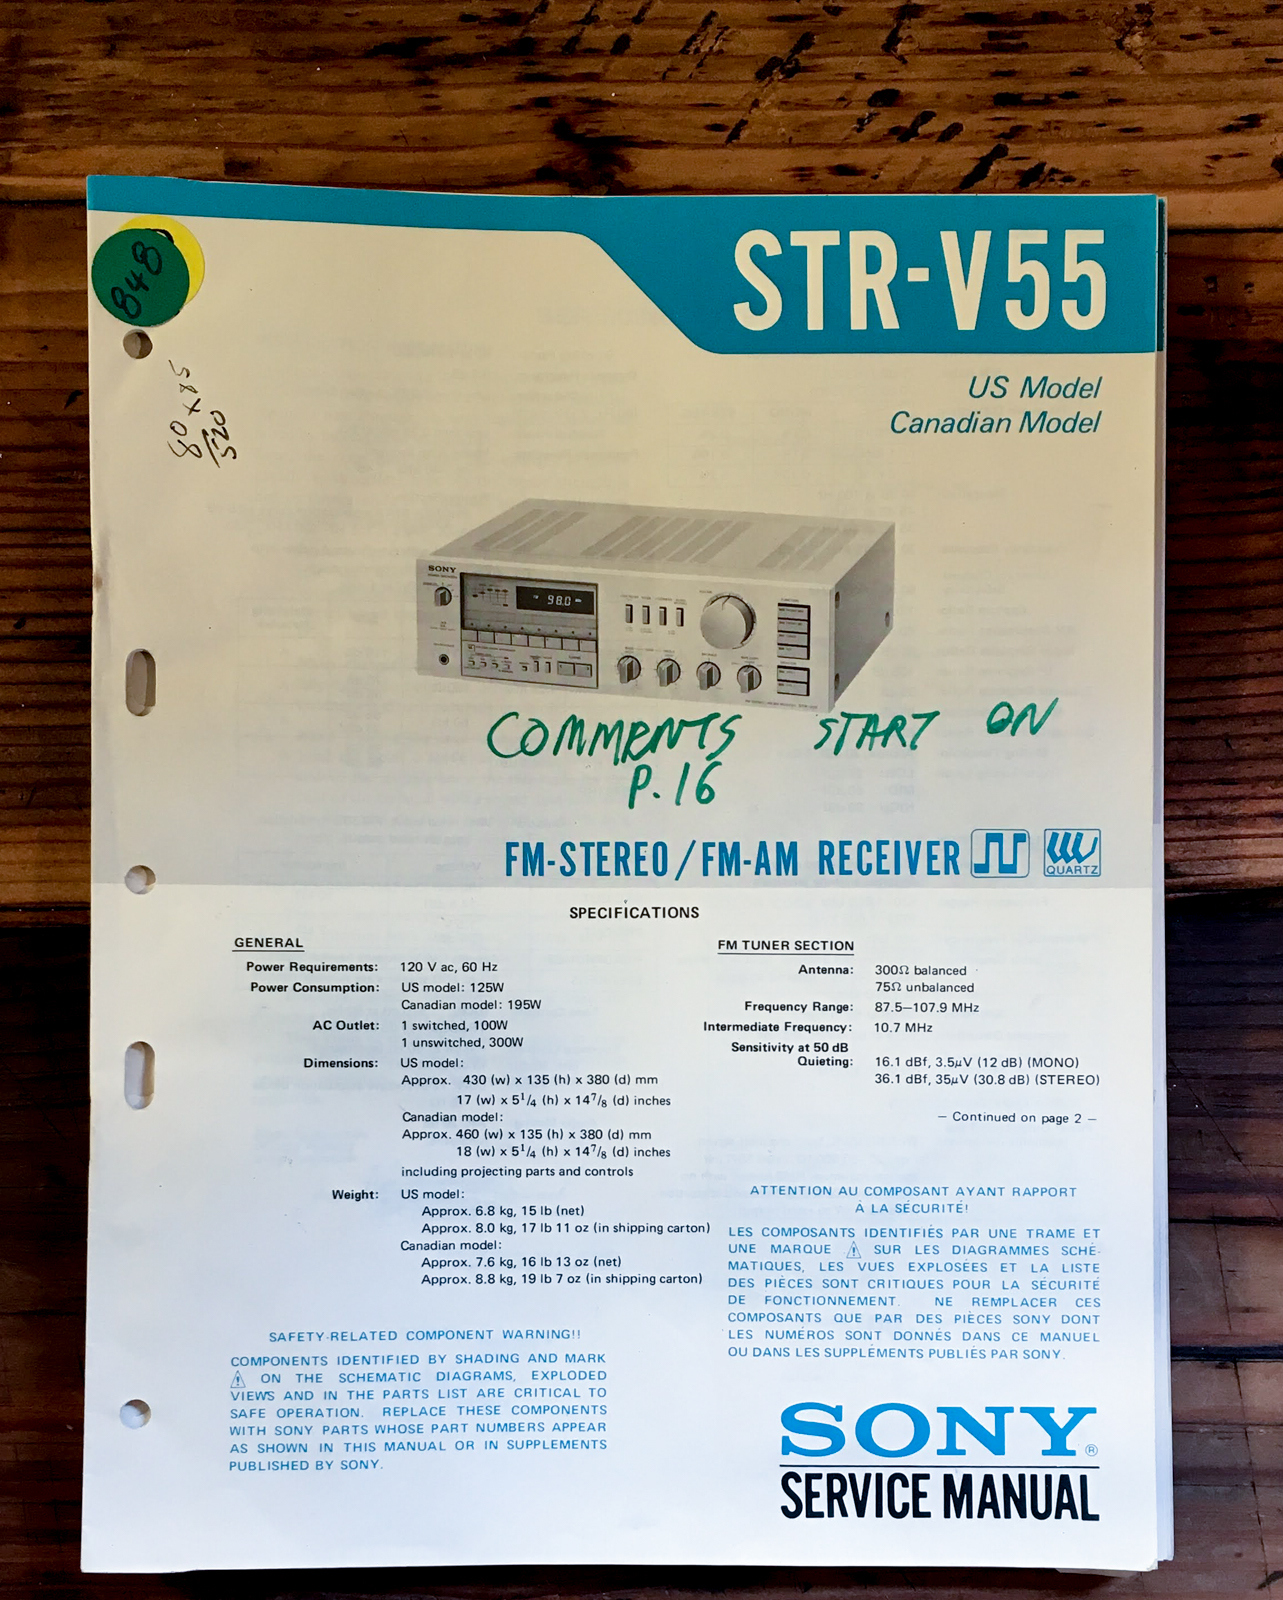 STR-V55
848
US Model
Canadian Model
80 x 85
/520
SONY
98.0
COMMENTS START ON
P. 16
FM-STEREO/FM-AM RECEIVER
QUARTZ
SPECIFICATIONS
GENERAL
Power Requirements: 120 V ac, 60 Hz
Power Consumption: US model: 125W
Canadian model: 195W
AC Outlet: 1 switched, 100W
1 unswitched, 300W
Dimensions: US model:
Approx. 430 (w) x 135 (h) x 380 (d) mm
17 (w) x 5¹/₄ (h) x 14⁷/₈ (d) inches
Canadian model:
Approx. 460 (w) x 135 (h) x 380 (d) mm
18 (w) x 5¹/₄ (h) x 14⁷/₈ (d) inches
including projecting parts and controls
Weight: US model:
Approx. 6.8 kg, 15 lb (net)
Approx. 8.0 kg, 17 lb 11 oz (in shipping carton)
Canadian model:
Approx. 7.6 kg, 16 lb 13 oz (net)
Approx. 8.8 kg, 19 lb 7 oz (in shipping carton)
SAFETY-RELATED COMPONENT WARNING!!
COMPONENTS IDENTIFIED BY SHADING AND MARK
⚠ ON THE SCHEMATIC DIAGRAMS, EXPLODED
VIEWS AND IN THE PARTS LIST ARE CRITICAL TO
SAFE OPERATION. REPLACE THESE COMPONENTS
WITH SONY PARTS WHOSE PART NUMBERS APPEAR
AS SHOWN IN THIS MANUAL OR IN SUPPLEMENTS
PUBLISHED BY SONY.
FM TUNER SECTION
Antenna: 300Ω balanced
75Ω unbalanced
Frequency Range: 87.5–107.9 MHz
Intermediate Frequency: 10.7 MHz
Sensitivity at 50 dB
Quieting: 16.1 dBf, 3.5µV (12 dB) (MONO)
36.1 dBf, 35µV (30.8 dB) (STEREO)
— Continued on page 2 —
ATTENTION AU COMPOSANT AYANT RAPPORT
À LA SÉCURITÉ!
LES COMPOSANTS IDENTIFIÉS PAR UNE TRAME ET
UNE MARQUE ⚠ SUR LES DIAGRAMMES SCHÉ-
MATIQUES, LES VUES EXPLOSÉES ET LA LISTE
DES PIÈCES SONT CRITIQUES POUR LA SÉCURITÉ
DE FONCTIONNEMENT. NE REMPLACER CES
COMPOSANTS QUE PAR DES PIÈCES SONY DONT
LES NUMÉROS SONT DONNÉS DANS CE MANUEL
OU DANS LES SUPPLÉMENTS PUBLIÉS PAR SONY.
SONY®
SERVICE MANUAL